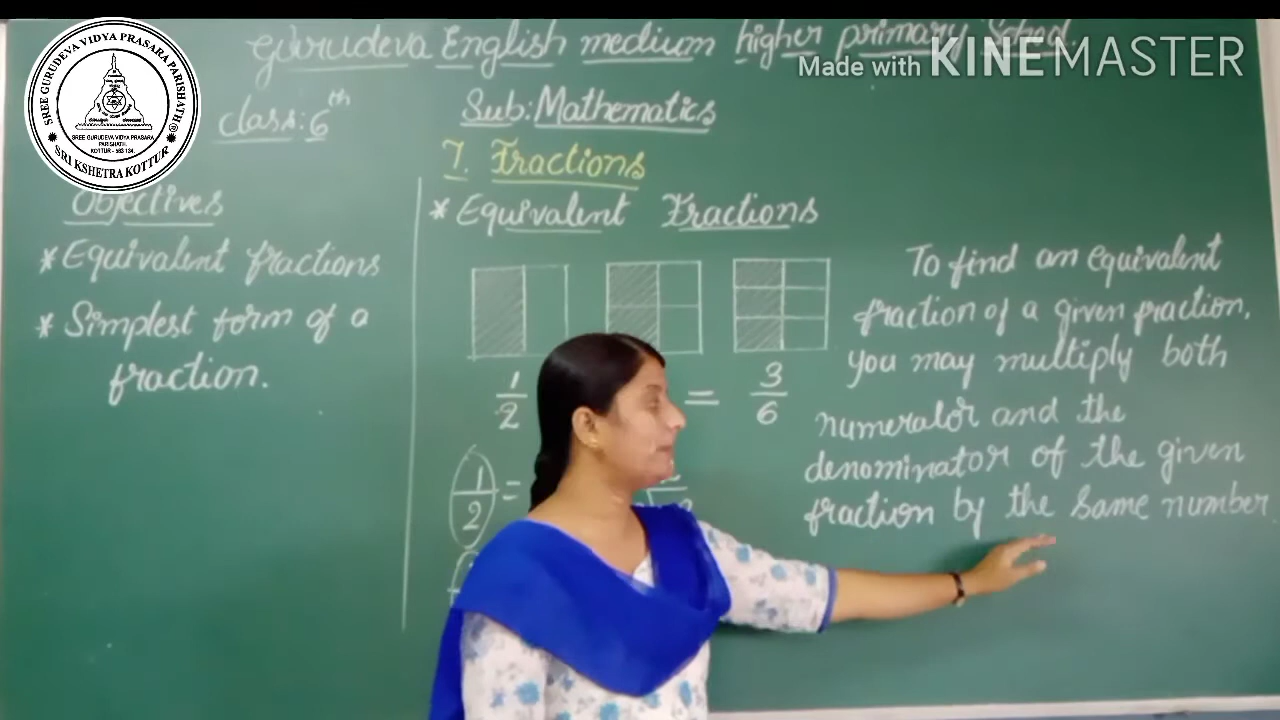 Gurudeva English medium higher primary School.
Made with KINEMASTER
SREE GURUDEVA VIDYA PRASARA PARISHATH®
SREE GURUDEVA VIDYA PRASARA
PARISHATH.
KOTTUR - 583 134.
SRI KSHETRA KOTTUR
class: 6th
Sub: Mathematics
7. Fractions
Objectives
* Equivalent fractions
* Simplest form of a
fraction.
* Equivalent Fractions
1/2 = 3/6
1/2 =
To find an equivalent
fraction of a given fraction,
you may multiply both
numerator and the
denominator of the given
fraction by the same number